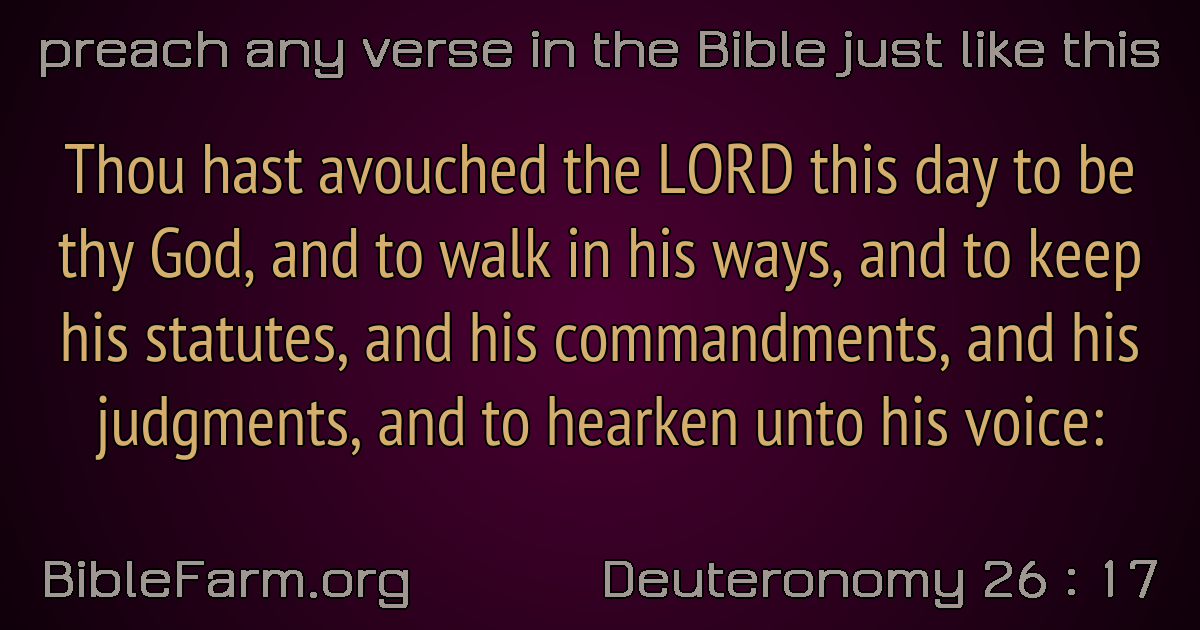 preach any verse in the Bible just like this
Thou hast avouched the LORD this day to be
thy God, and to walk in his ways, and to keep
his statutes, and his commandments, and his
judgments, and to hearken unto his voice:
BibleFarm.org
Deuteronomy 26 : 17